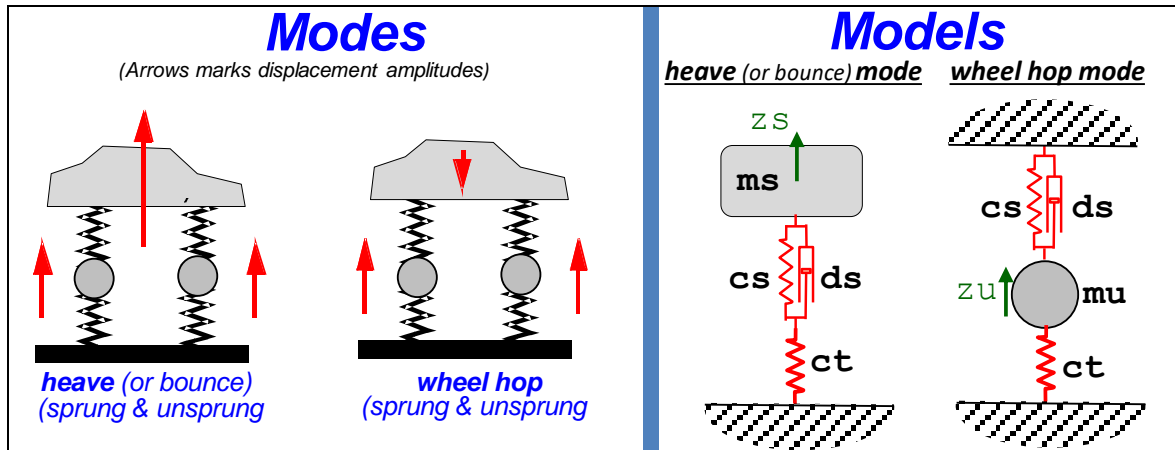 Modes
(Arrows marks displacement amplitudes)
heave (or bounce)
(sprung & unsprung
wheel hop
(sprung & unsprung
Models
heave (or bounce) mode
wheel hop mode
zs
ms
cs
ds
ct
cs
ds
zu
mu
ct